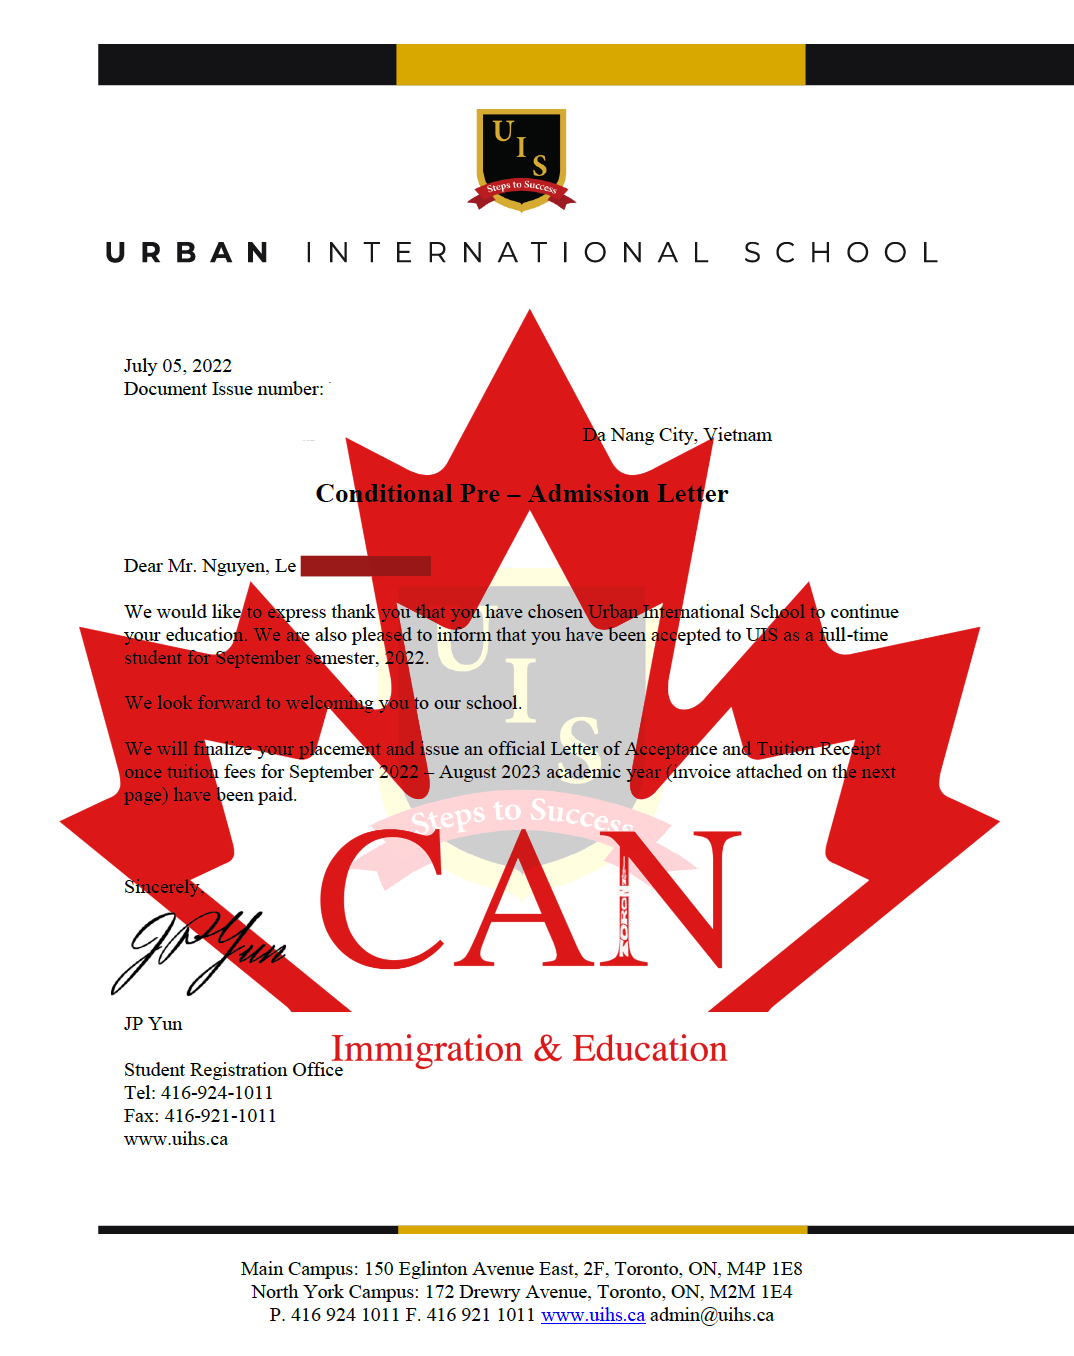 U I S
Steps to Success
URBAN INTERNATIONAL SCHOOL
July 05, 2022
Document Issue number:
Da Nang City, Vietnam
Conditional Pre – Admission Letter
Dear Mr. Nguyen, Le
We would like to express thank you that you have chosen Urban International School to continue
your education. We are also pleased to inform that you have been accepted to UIS as a full-time
student for September semester, 2022.
We look forward to welcoming you to our school.
We will finalize your placement and issue an official Letter of Acceptance and Tuition Receipt
once tuition fees for September 2022 – August 2023 academic year (invoice attached on the next
page) have been paid.
U I S
Steps to Success
CAN
Immigration & Education
Sincerely,
JP Yun
JP Yun
Student Registration Office
Tel: 416-924-1011
Fax: 416-921-1011
www.uihs.ca
Main Campus: 150 Eglinton Avenue East, 2F, Toronto, ON, M4P 1E8
North York Campus: 172 Drewry Avenue, Toronto, ON, M2M 1E4
P. 416 924 1011 F. 416 921 1011 www.uihs.ca admin@uihs.ca